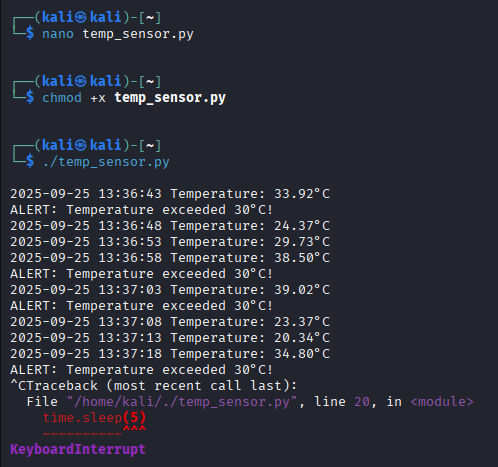 ┌──(kali㉿kali)-[~]
└─$ nano temp_sensor.py
┌──(kali㉿kali)-[~]
└─$ chmod +x temp_sensor.py
┌──(kali㉿kali)-[~]
└─$ ./temp_sensor.py
2025-09-25 13:36:43 Temperature: 33.92°C
ALERT: Temperature exceeded 30°C!
2025-09-25 13:36:48 Temperature: 24.37°C
2025-09-25 13:36:53 Temperature: 29.73°C
2025-09-25 13:36:58 Temperature: 38.50°C
ALERT: Temperature exceeded 30°C!
2025-09-25 13:37:03 Temperature: 39.02°C
ALERT: Temperature exceeded 30°C!
2025-09-25 13:37:08 Temperature: 23.37°C
2025-09-25 13:37:13 Temperature: 20.34°C
2025-09-25 13:37:18 Temperature: 34.80°C
ALERT: Temperature exceeded 30°C!
^CTraceback (most recent call last):
  File "/home/kali/./temp_sensor.py", line 20, in <module>
    time.sleep(5)
    ~~~~~~~~~~^^^
KeyboardInterrupt